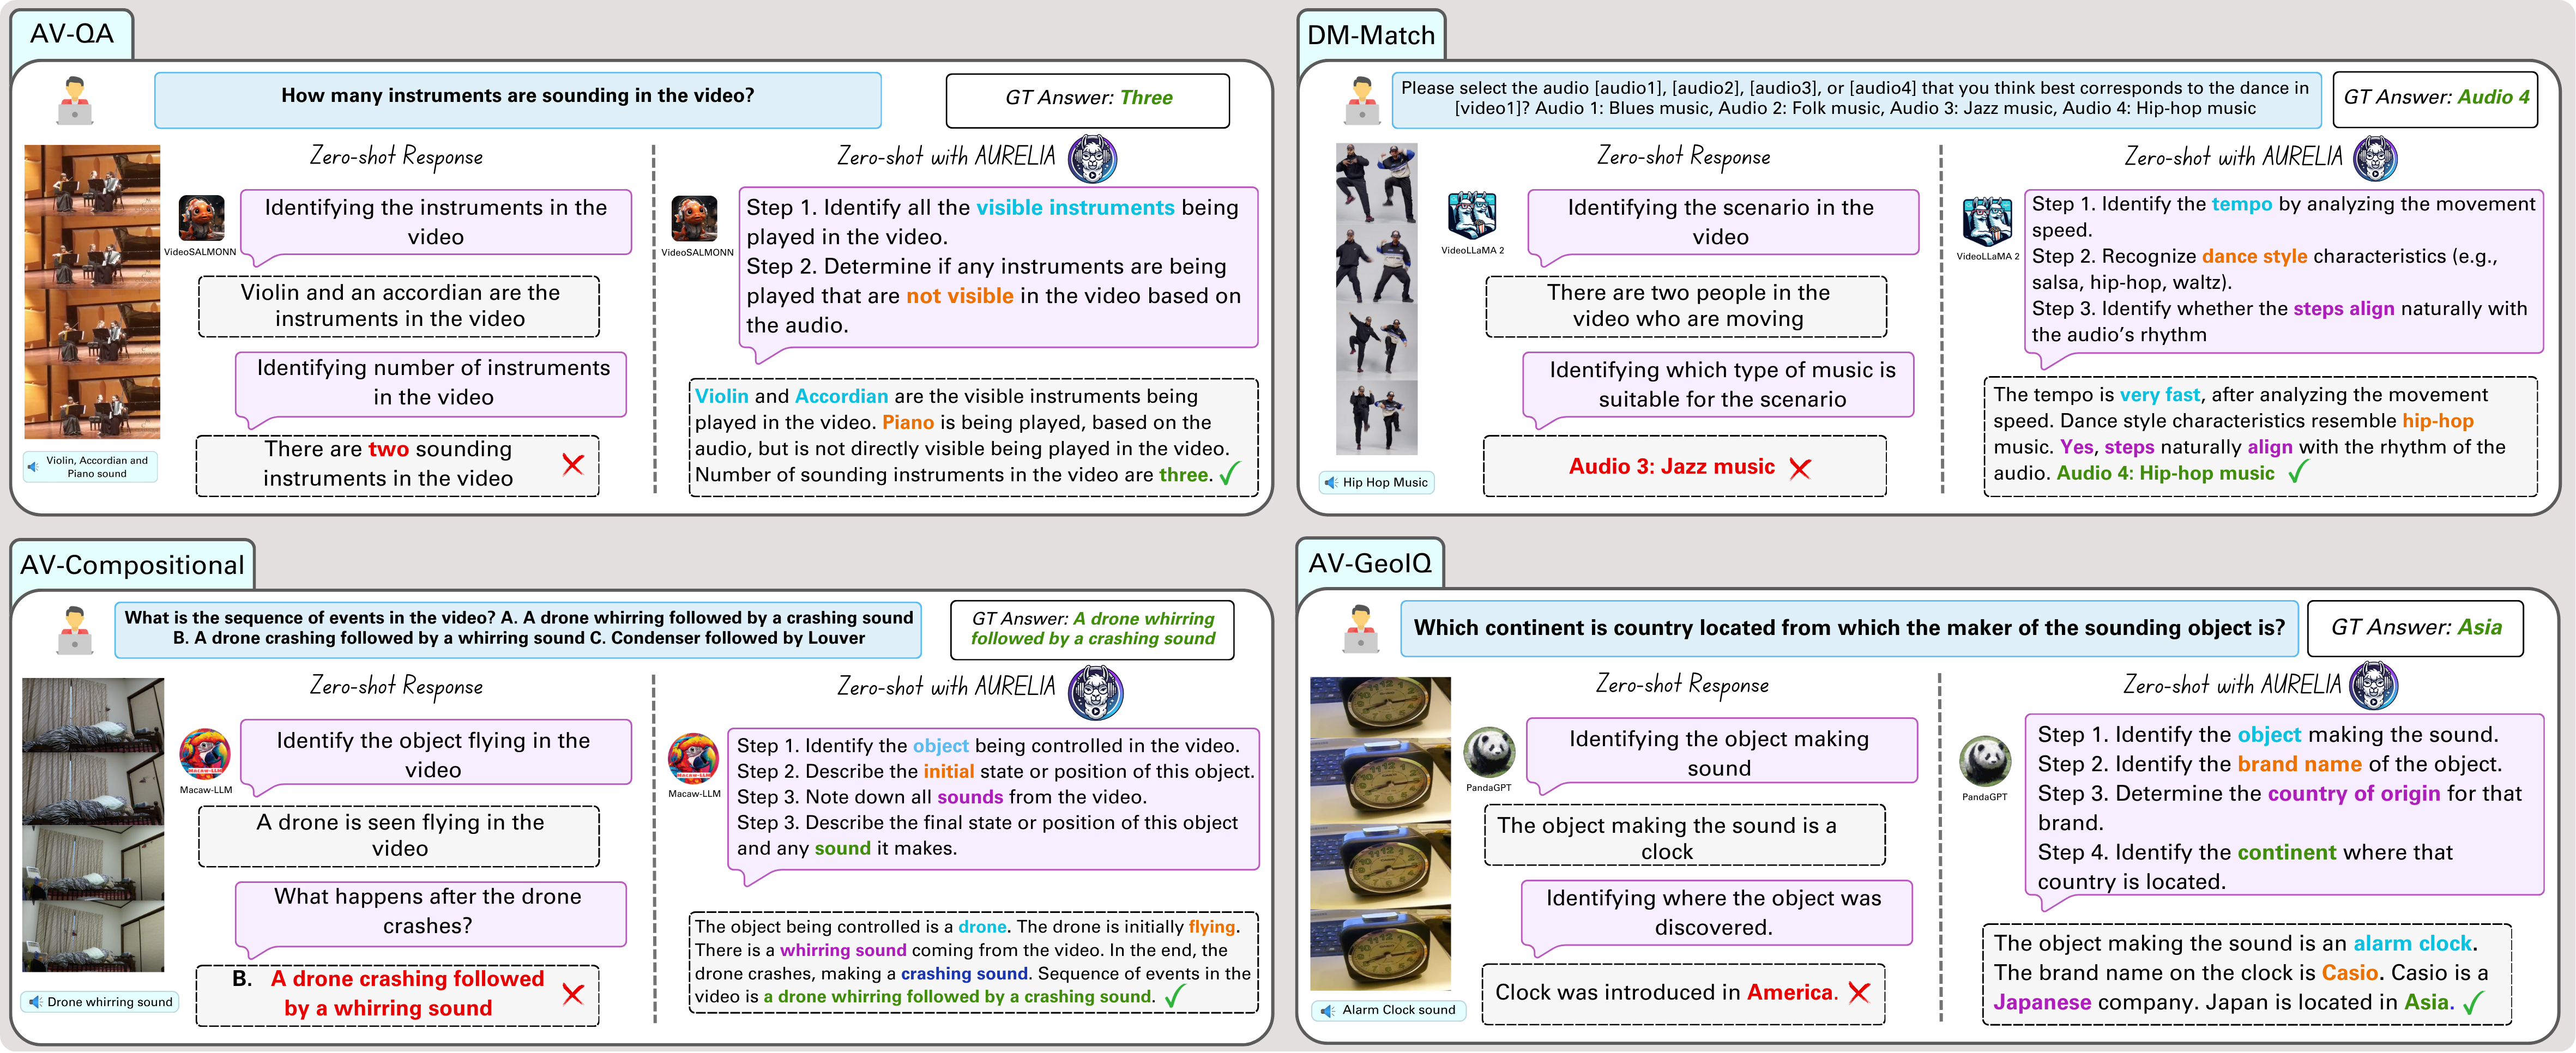 AV-QA
How many instruments are sounding in the video?
GT Answer: Three
Zero-shot Response
Zero-shot with AURELIA
VideoSALMONN
Identifying the instruments in the
video
Violin and an accordian are the
instruments in the video
Identifying number of instruments
in the video
There are two sounding
instruments in the video
Violin, Accordian and
Piano sound
VideoSALMONN
Step 1. Identify all the visible instruments being
played in the video.
Step 2. Determine if any instruments are being
played that are not visible in the video based on
the audio.
Violin and Accordian are the visible instruments being
played in the video. Piano is being played, based on the
audio, but is not directly visible being played in the video.
Number of sounding instruments in the video are three.
DM-Match
Please select the audio [audio1], [audio2], [audio3], or [audio4] that you think best corresponds to the dance in
[video1]? Audio 1: Blues music, Audio 2: Folk music, Audio 3: Jazz music, Audio 4: Hip-hop music
GT Answer: Audio 4
Zero-shot Response
Zero-shot with AURELIA
VideoLLaMA 2
Identifying the scenario in the
video
There are two people in the
video who are moving
Identifying which type of music is
suitable for the scenario
Audio 3: Jazz music
Hip Hop Music
VideoLLaMA 2
Step 1. Identify the tempo by analyzing the movement
speed.
Step 2. Recognize dance style characteristics (e.g.,
salsa, hip-hop, waltz).
Step 3. Identify whether the steps align naturally with
the audio's rhythm
The tempo is very fast, after analyzing the movement
speed. Dance style characteristics resemble hip-hop
music. Yes, steps naturally align with the rhythm of the
audio. Audio 4: Hip-hop music
AV-Compositional
What is the sequence of events in the video? A. A drone whirring followed by a crashing sound
B. A drone crashing followed by a whirring sound C. Condenser followed by Louver
GT Answer: A drone whirring
followed by a crashing sound
Zero-shot Response
Zero-shot with AURELIA
MACAW-LLM
Macaw-LLM
Identify the object flying in the
video
A drone is seen flying in the
video
What happens after the drone
crashes?
B. A drone crashing followed
by a whirring sound
Drone whirring sound
MACAW-LLM
Macaw-LLM
Step 1. Identify the object being controlled in the video.
Step 2. Describe the initial state or position of this object.
Step 3. Note down all sounds from the video.
Step 3. Describe the final state or position of this object
and any sound it makes.
The object being controlled is a drone. The drone is initially flying.
There is a whirring sound coming from the video. In the end, the
drone crashes, making a crashing sound. Sequence of events in the
video is a drone whirring followed by a crashing sound.
AV-GeoIQ
Which continent is country located from which the maker of the sounding object is?
GT Answer: Asia
Zero-shot Response
Zero-shot with AURELIA
PandaGPT
Identifying the object making
sound
The object making the sound is a
clock
Identifying where the object was
discovered.
Clock was introduced in America.
Alarm Clock sound
PandaGPT
Step 1. Identify the object making the sound.
Step 2. Identify the brand name of the object.
Step 3. Determine the country of origin for that
brand.
Step 4. Identify the continent where that
country is located.
The object making the sound is an alarm clock.
The brand name on the clock is Casio. Casio is a
Japanese company. Japan is located in Asia.